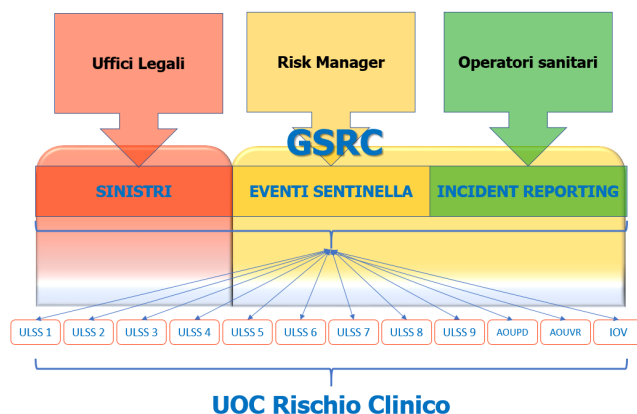 Uffici Legali
Risk Manager
Operatori sanitari
GSRC
SINISTRI
EVENTI SENTINELLA
INCIDENT REPORTING
ULSS 1
ULSS 2
ULSS 3
ULSS 4
ULSS 5
ULSS 6
ULSS 7
ULSS 8
ULSS 9
AOUPD
AOUVR
IOV
UOC Rischio Clinico